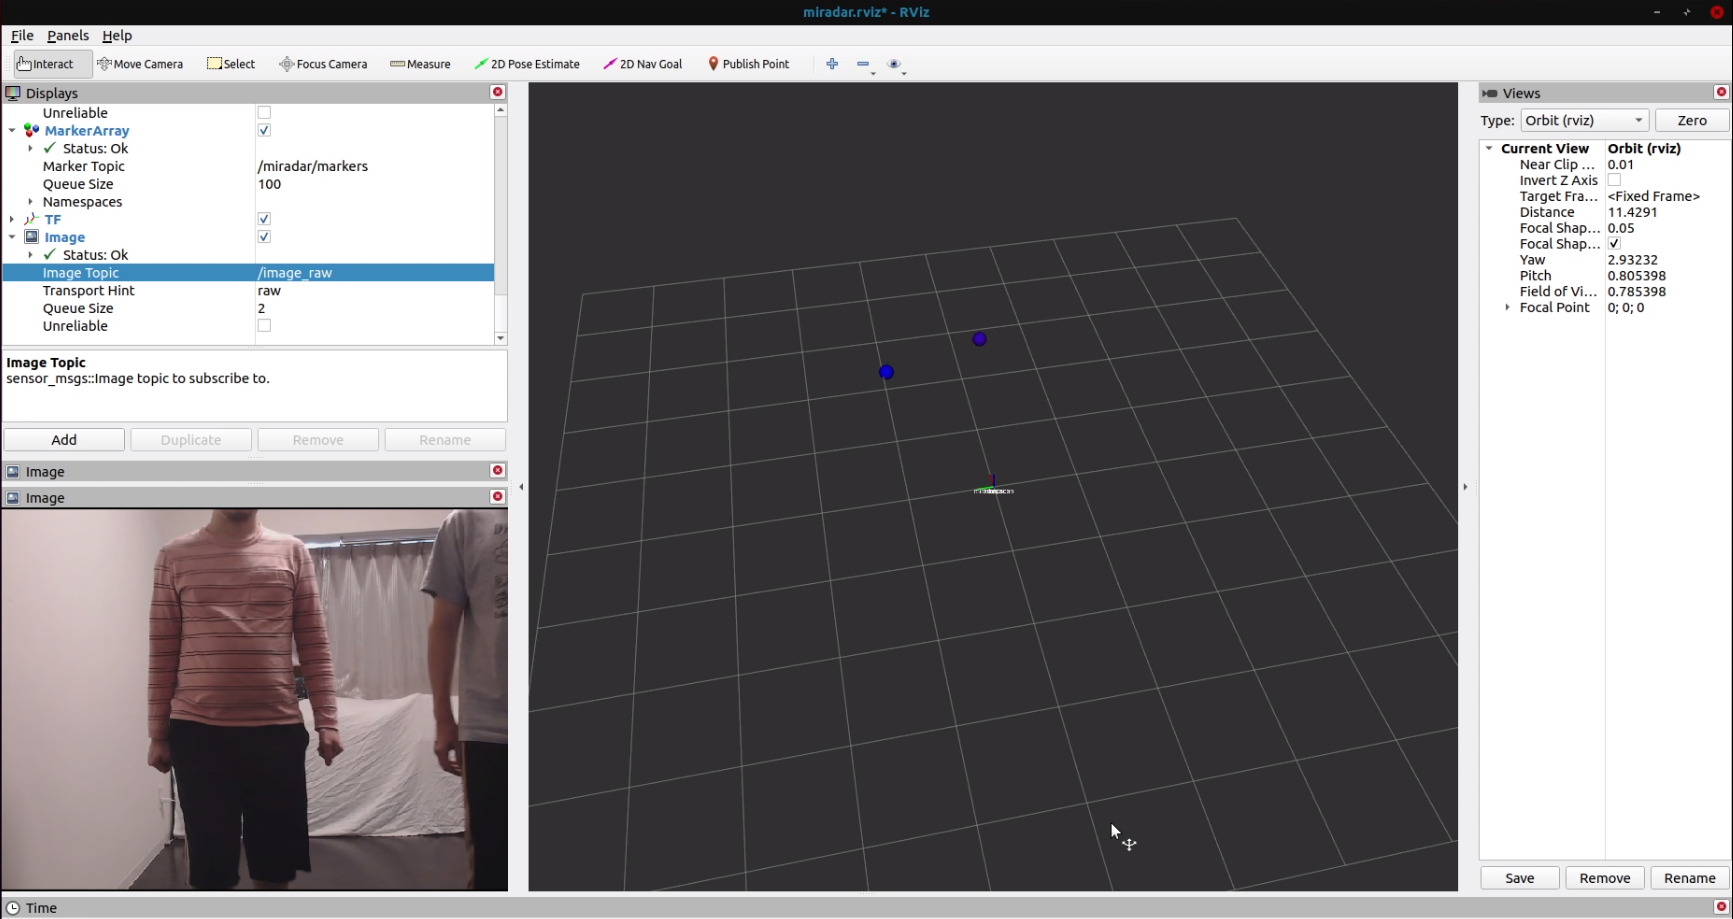 miradar.rviz* - RViz
File Panels Help
Interact Move Camera Select Focus Camera Measure 2D Pose Estimate 2D Nav Goal Publish Point
Displays
Unreliable
MarkerArray
Status: Ok
Marker Topic /miradar/markers
Queue Size 100
Namespaces
TF
Image
Status: Ok
Image Topic /image_raw
Transport Hint raw
Queue Size 2
Unreliable
Image Topic
sensor_msgs::Image topic to subscribe to.
Add Duplicate Remove Rename
Image
Image
Views
Type: Orbit (rviz) Zero
Current View Orbit (rviz)
Near Clip ... 0.01
Invert Z Axis
Target Fra... <Fixed Frame>
Distance 11.4291
Focal Shap... 0.05
Focal Shap...
Yaw 2.93232
Pitch 0.805398
Field of Vi... 0.785398
Focal Point 0; 0; 0
Save Remove Rename
Time